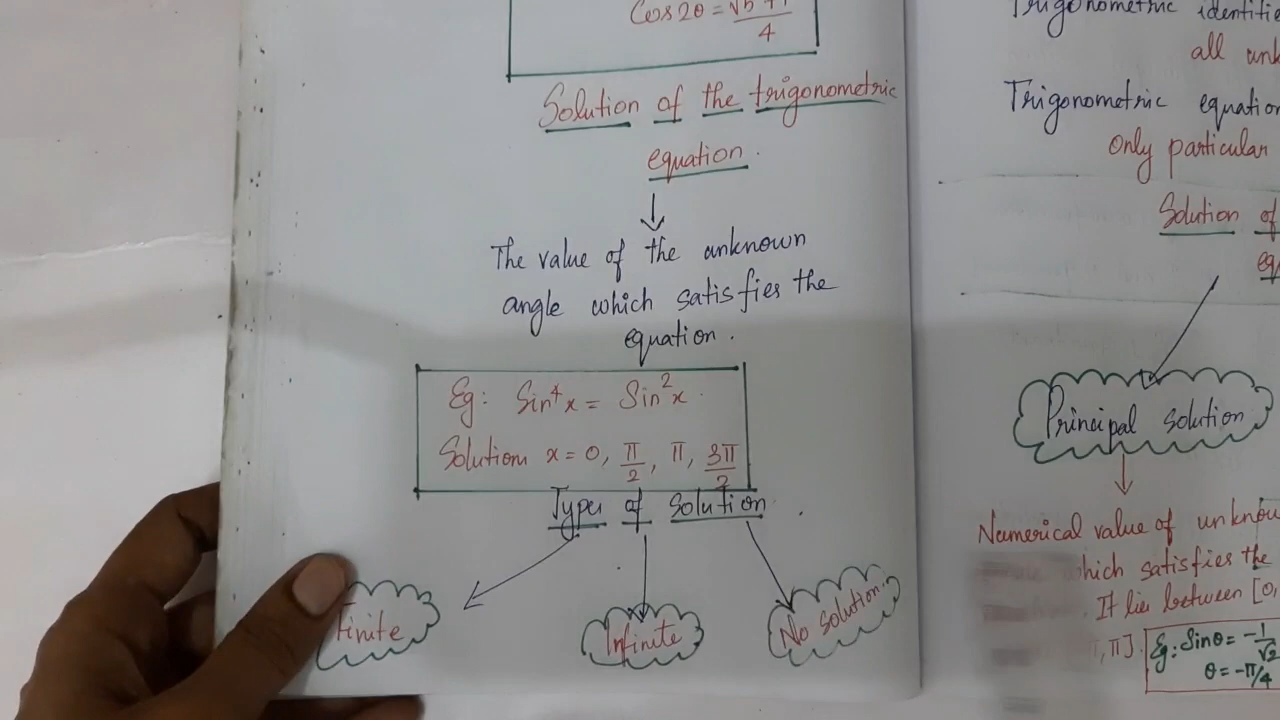 Cos 2θ = √5 + 1
4
Solution of the trigonometric
equation.
The value of the unknown
angle which satisfies the
equation.
Eg: Sin⁴x = Sin²x.
Solution x = 0, π/2, π, 3π/2
Types of Solution.
Finite
Infinite
No solution.
Trigonometric
all
Trigonometric
Only particular
Solution of
Principal solution
Numerical value of
which satisfies the
. It lies between [0,
π].
Eg: Sinθ = -1/√2
θ = -π/4